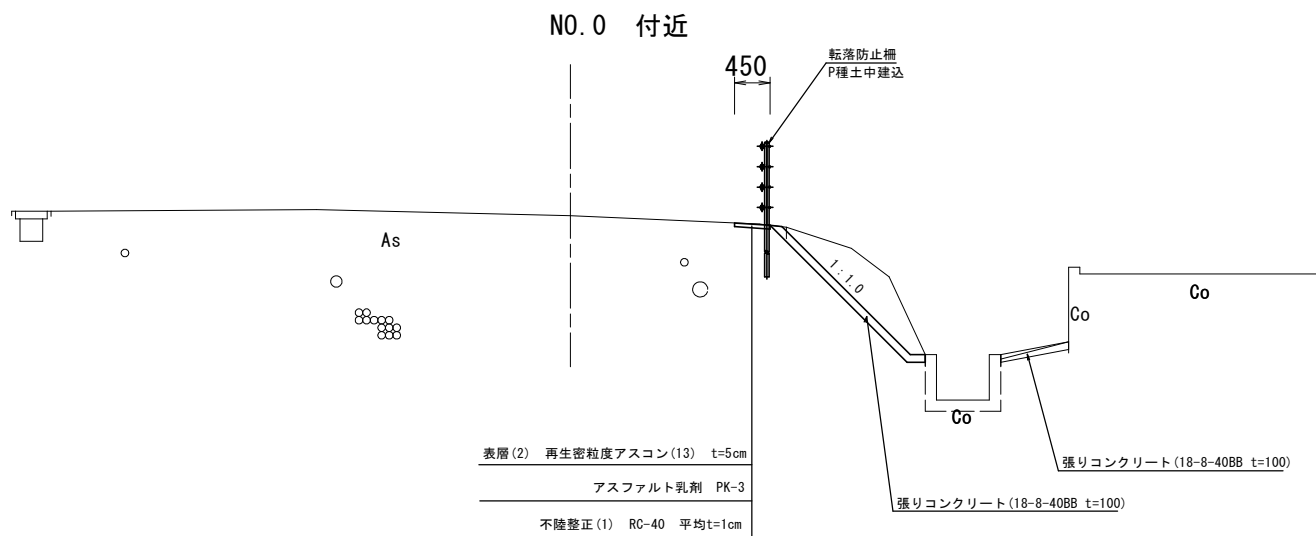 NO.0 付近
450
転落防止柵
P種土中建込
As
1:1.0
Co
Co
Co
表層(2) 再生密粒度アスコン(13) t=5cm
アスファルト乳剤 PK-3
不陸整正(1) RC-40 平均t=1cm
張りコンクリート(18-8-40BB t=100)
張りコンクリート(18-8-40BB t=100)